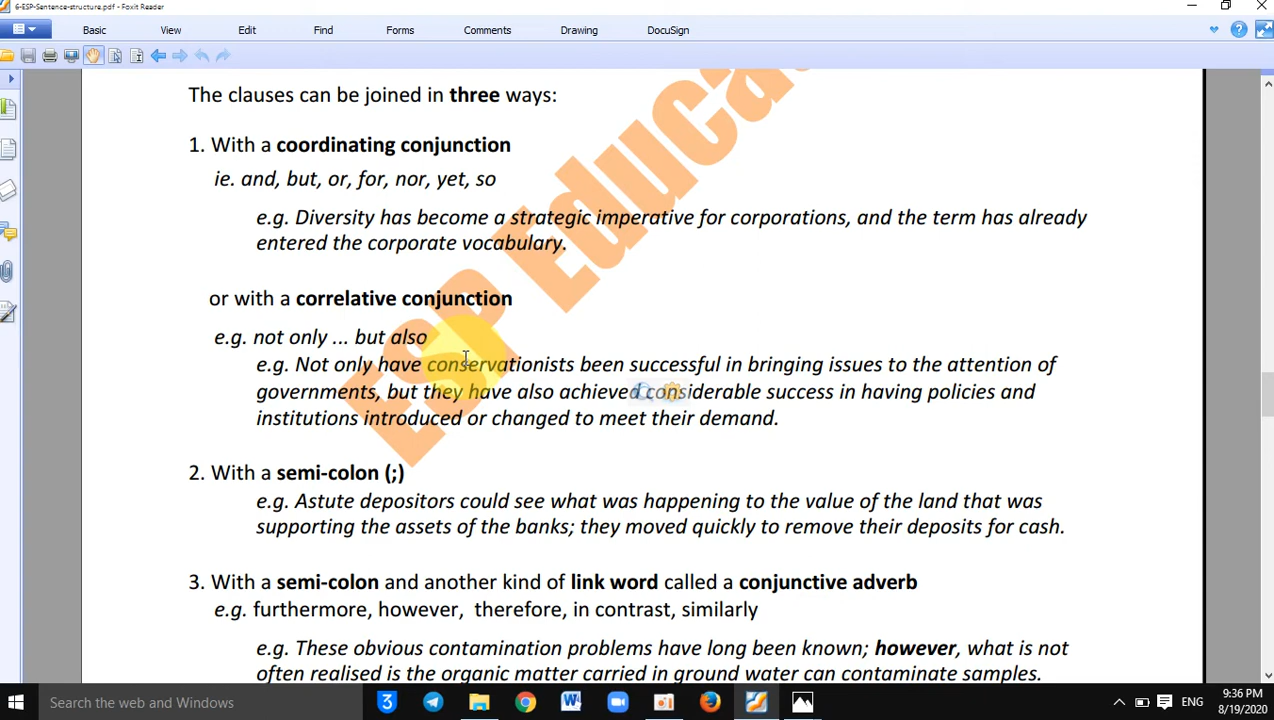 6-ESP-Sentence-structure.pdf - Foxit Reader
Basic View Edit Find Forms Comments Drawing DocuSign
The clauses can be joined in three ways:
1. With a coordinating conjunction
ie. and, but, or, for, nor, yet, so
e.g. Diversity has become a strategic imperative for corporations, and the term has already
entered the corporate vocabulary.
or with a correlative conjunction
e.g. not only ... but also
e.g. Not only have conservationists been successful in bringing issues to the attention of
governments, but they have also achieved considerable success in having policies and
institutions introduced or changed to meet their demand.
2. With a semi-colon (;)
e.g. Astute depositors could see what was happening to the value of the land that was
supporting the assets of the banks; they moved quickly to remove their deposits for cash.
3. With a semi-colon and another kind of link word called a conjunctive adverb
e.g. furthermore, however, therefore, in contrast, similarly
e.g. These obvious contamination problems have long been known; however, what is not
often realised is the organic matter carried in ground water can contaminate samples.
ESP Educat
Search the web and Windows
ENG
9:36 PM
8/19/2020